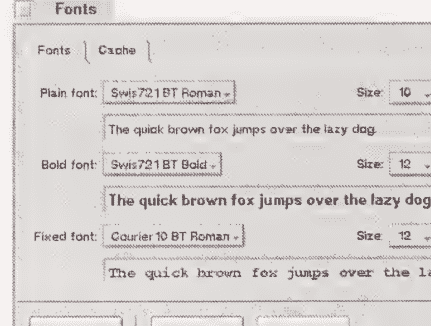 Fonts
Fonts Cache
Plain font: Swis721 BT Roman Size: 10
The quick brown fox jumps over the lazy dog.
Bold font: Swis721 BT Bold Size: 12
The quick brown fox jumps over the lazy dog
Fixed font: Courier 10 BT Roman Size: 12
The quick brown fox jumps over the la